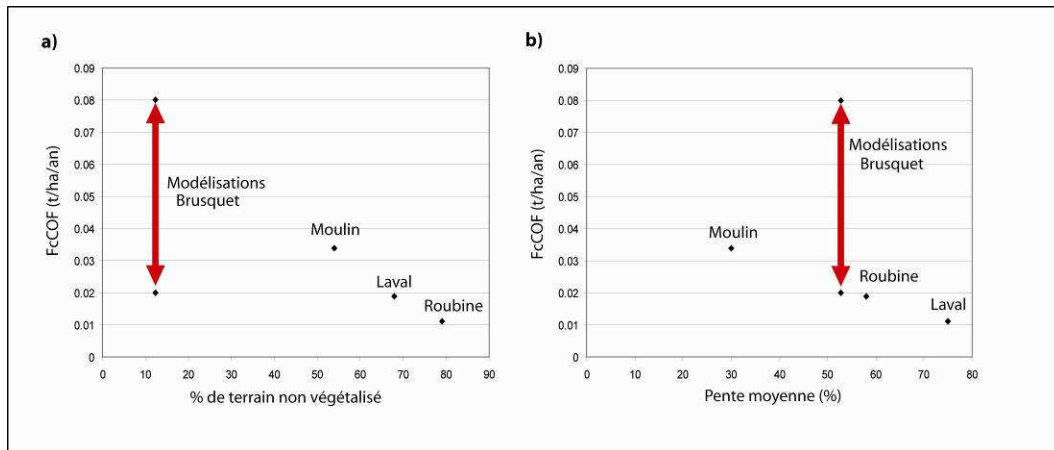 a)
FcCOF (t/ha/an)
0.09
0.08
0.07
0.06
0.05
0.04
0.03
0.02
0.01
0
Modélisations
Brusquet
Moulin
Laval
Roubine
0 10 20 30 40 50 60 70 80 90
% de terrain non végétalisé
b)
FcCOF (t/ha/an)
0.09
0.08
0.07
0.06
0.05
0.04
0.03
0.02
0.01
0
Modélisations
Brusquet
Moulin
Roubine
Laval
0 10 20 30 40 50 60 70 80
Pente moyenne (%)